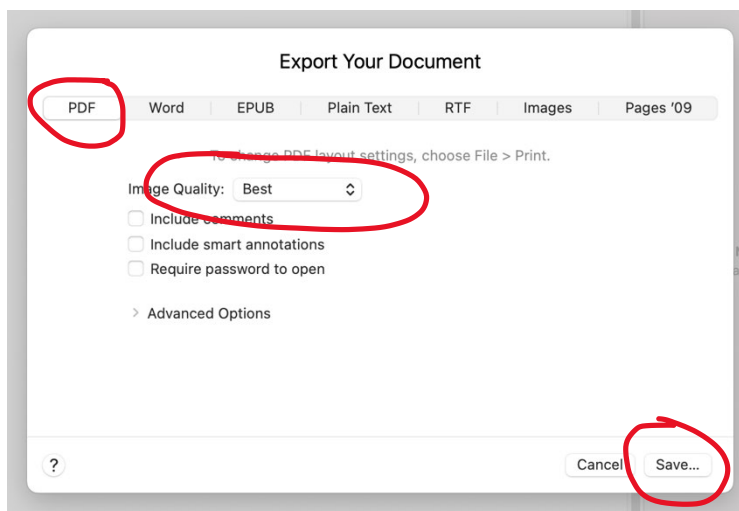 Export Your Document
PDF Word EPUB Plain Text RTF Images Pages '09
To change PDF layout settings, choose File > Print.
Image Quality: Best
Include comments
Include smart annotations
Require password to open
> Advanced Options
? Cancel Save...